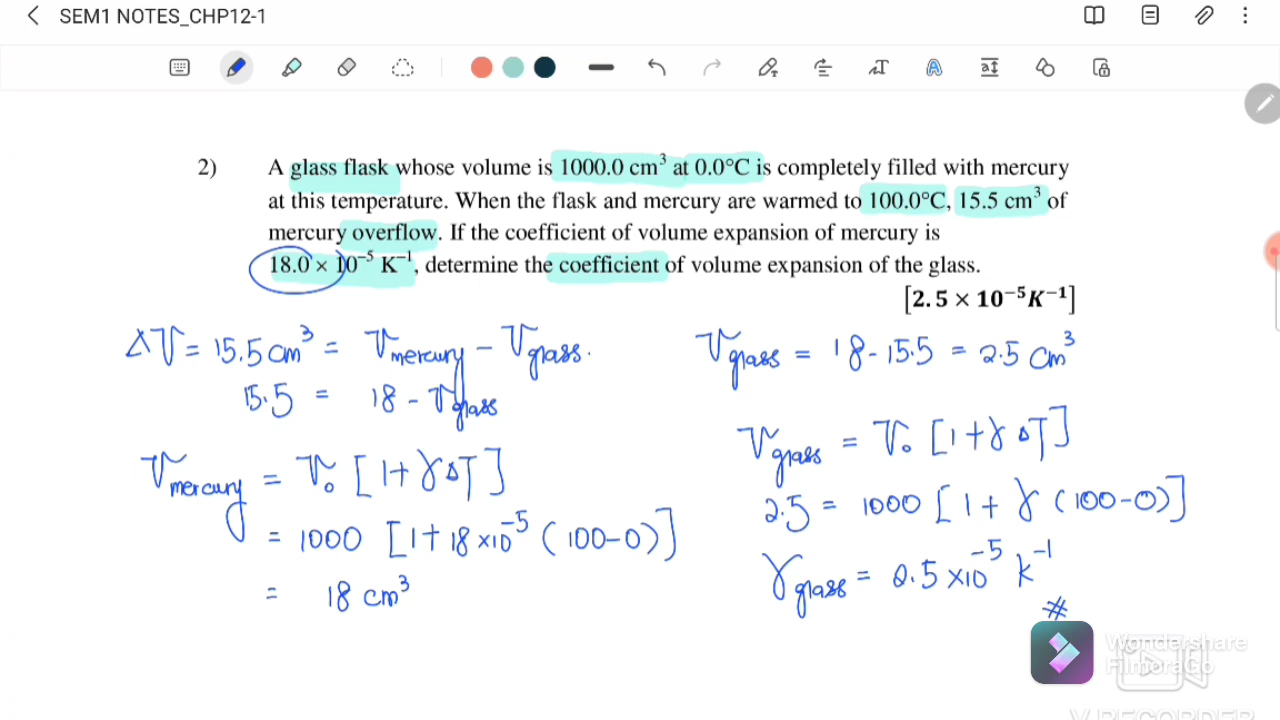 SEM1 NOTES_CHP12-1
2) A glass flask whose volume is 1000.0 cm³ at 0.0°C is completely filled with mercury
at this temperature. When the flask and mercury are warmed to 100.0°C, 15.5 cm³ of
mercury overflow. If the coefficient of volume expansion of mercury is
18.0 × 10⁻⁵ K⁻¹, determine the coefficient of volume expansion of the glass.
[2.5 × 10⁻⁵K⁻¹]
ΔV = 15.5 cm³ = Vmercury - Vglass.
15.5 = 18 - Vglass
Vmercury = V₀ [1 + γΔT]
= 1000 [1 + 18 × 10⁻⁵ (100-0)]
= 18 cm³
Vglass = 18 - 15.5 = 2.5 cm³
Vglass = V₀ [1 + γ ΔT]
2.5 = 1000 [1 + γ (100-0)]
γglass = 2.5 × 10⁻⁵ K⁻¹
#
Wondershare
FilmoraGo
V RECORDER